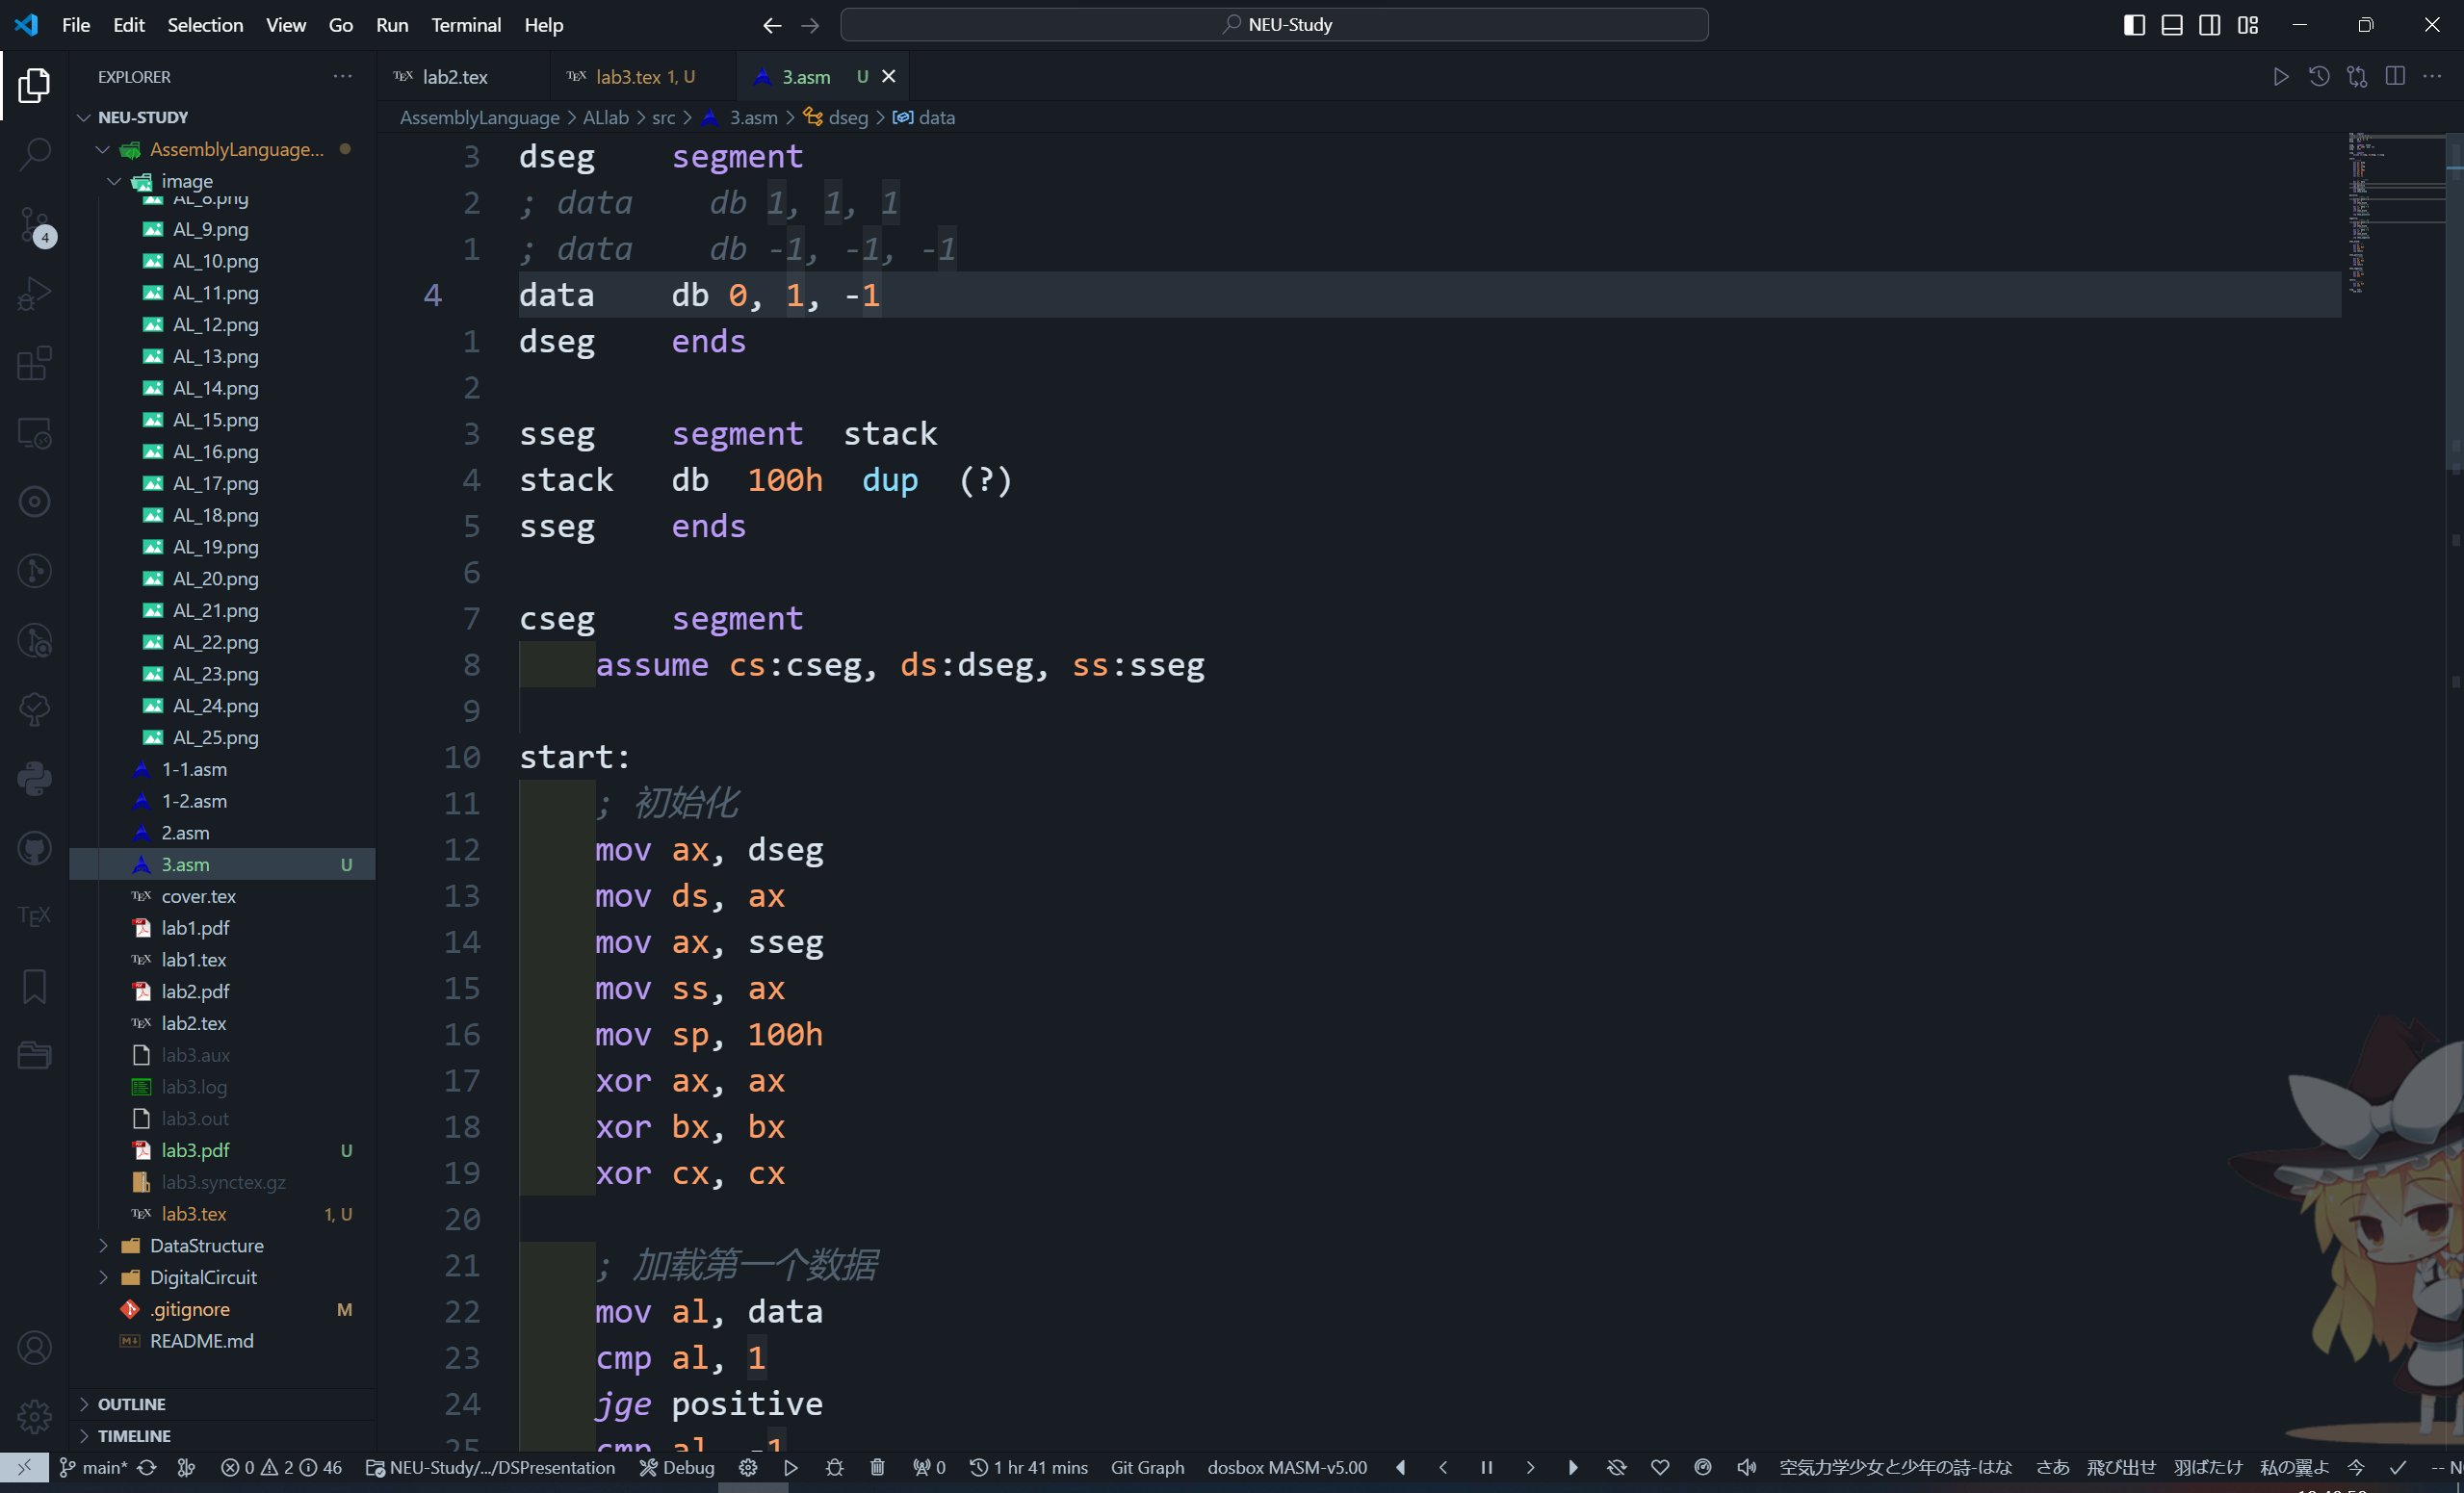 File Edit Selection View Go Run Terminal Help
NEU-Study
EXPLORER
NEU-STUDY
AssemblyLanguage...
image
AL_8.png
AL_9.png
AL_10.png
AL_11.png
AL_12.png
AL_13.png
AL_14.png
AL_15.png
AL_16.png
AL_17.png
AL_18.png
AL_19.png
AL_20.png
AL_21.png
AL_22.png
AL_23.png
AL_24.png
AL_25.png
1-1.asm
1-2.asm
2.asm
3.asm U
TEX cover.tex
lab1.pdf
TEX lab1.tex
lab2.pdf
TEX lab2.tex
lab3.aux
lab3.log
lab3.out
lab3.pdf U
lab3.synctex.gz
TEX lab3.tex 1, U
DataStructure
DigitalCircuit
.gitignore M
README.md
OUTLINE
TIMELINE
4
TEX
TEX lab2.tex TEX lab3.tex 1, U 3.asm U
AssemblyLanguage > ALlab > src > 3.asm > dseg > data
3 dseg segment
2 ; data db 1, 1, 1
1 ; data db -1, -1, -1
4 data db 0, 1, -1
1 dseg ends
2
3 sseg segment stack
4 stack db 100h dup (?)
5 sseg ends
6
7 cseg segment
8 assume cs:cseg, ds:dseg, ss:sseg
9
10 start:
11 ; 初始化
12 mov ax, dseg
13 mov ds, ax
14 mov ax, sseg
15 mov ss, ax
16 mov sp, 100h
17 xor ax, ax
18 xor bx, bx
19 xor cx, cx
20
21 ; 加载第一个数据
22 mov al, data
23 cmp al, 1
24 jge positive
25 cmp al, -1
main* 0 2 46 NEU-Study/.../DSPresentation Debug 0 1 hr 41 mins Git Graph dosbox MASM-v5.00 空気力学少女と少年の詩-はな さあ 飛び出せ 羽ばたけ 私の翼よ 今 -- N